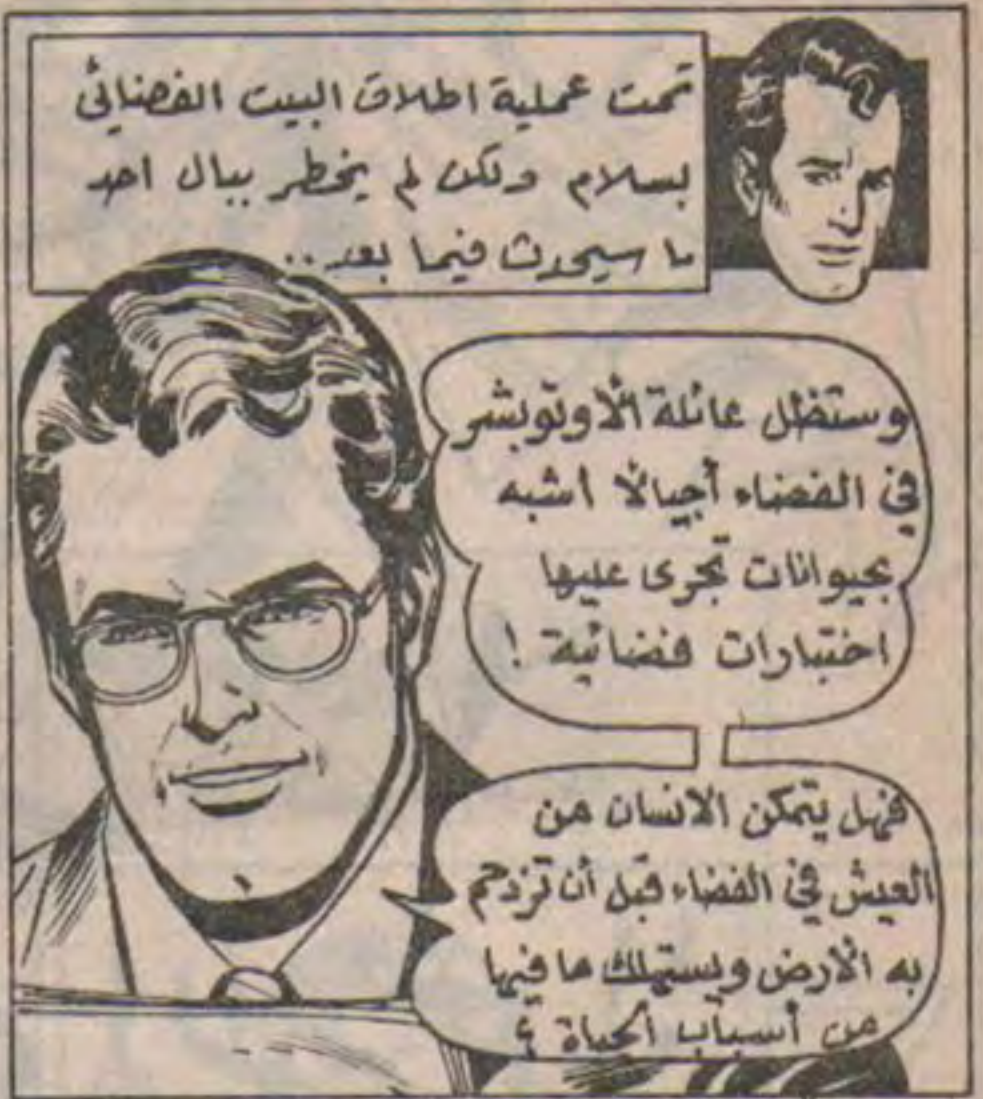 تمت عملية اطلاق البيت الفضائي
بسلام ولكن لم يخطر ببال احد
ما سيحدث فيما بعد..
وستظل عائلة الأوتوبشر
في الفضاء أجيالا اشبه
بحيوانات تجرى عليها
اختبارات فضائية !
فهل يتمكن الانسان من
العيش في الفضاء قبل أن تزدحم
به الأرض ويستهلك ما فيها
من أسباب الحياة ؟